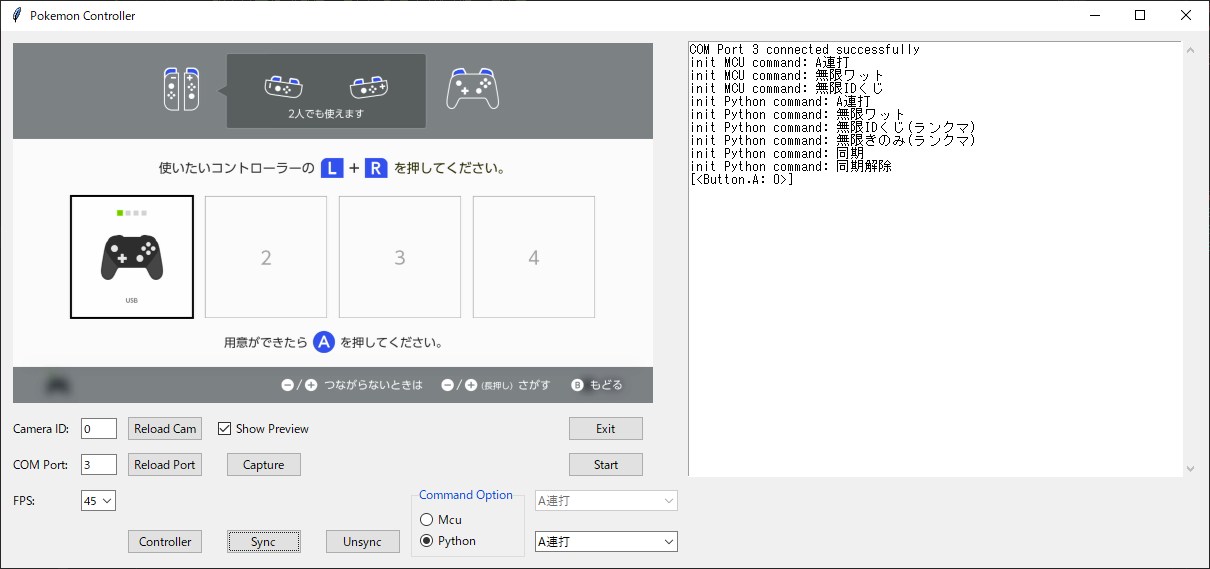 Pokemon Controller
2人でも使えます
使いたいコントローラーの L + R を押してください。
USB
2
3
4
用意ができたら A を押してください。
−/+ つながらないときは −/+ (長押し) さがす B もどる
Camera ID: 0 Reload Cam Show Preview Exit
COM Port: 3 Reload Port Capture Start
FPS: 45
Command Option
Mcu
Python
A連打
A連打
Controller Sync Unsync
COM Port 3 connected successfully
init MCU command: A連打
init MCU command: 無限ワット
init MCU command: 無限IDくじ
init Python command: A連打
init Python command: 無限ワット
init Python command: 無限IDくじ(ランクマ)
init Python command: 無限きのみ(ランクマ)
init Python command: 同期
init Python command: 同期解除
[<Button.A: 0>]